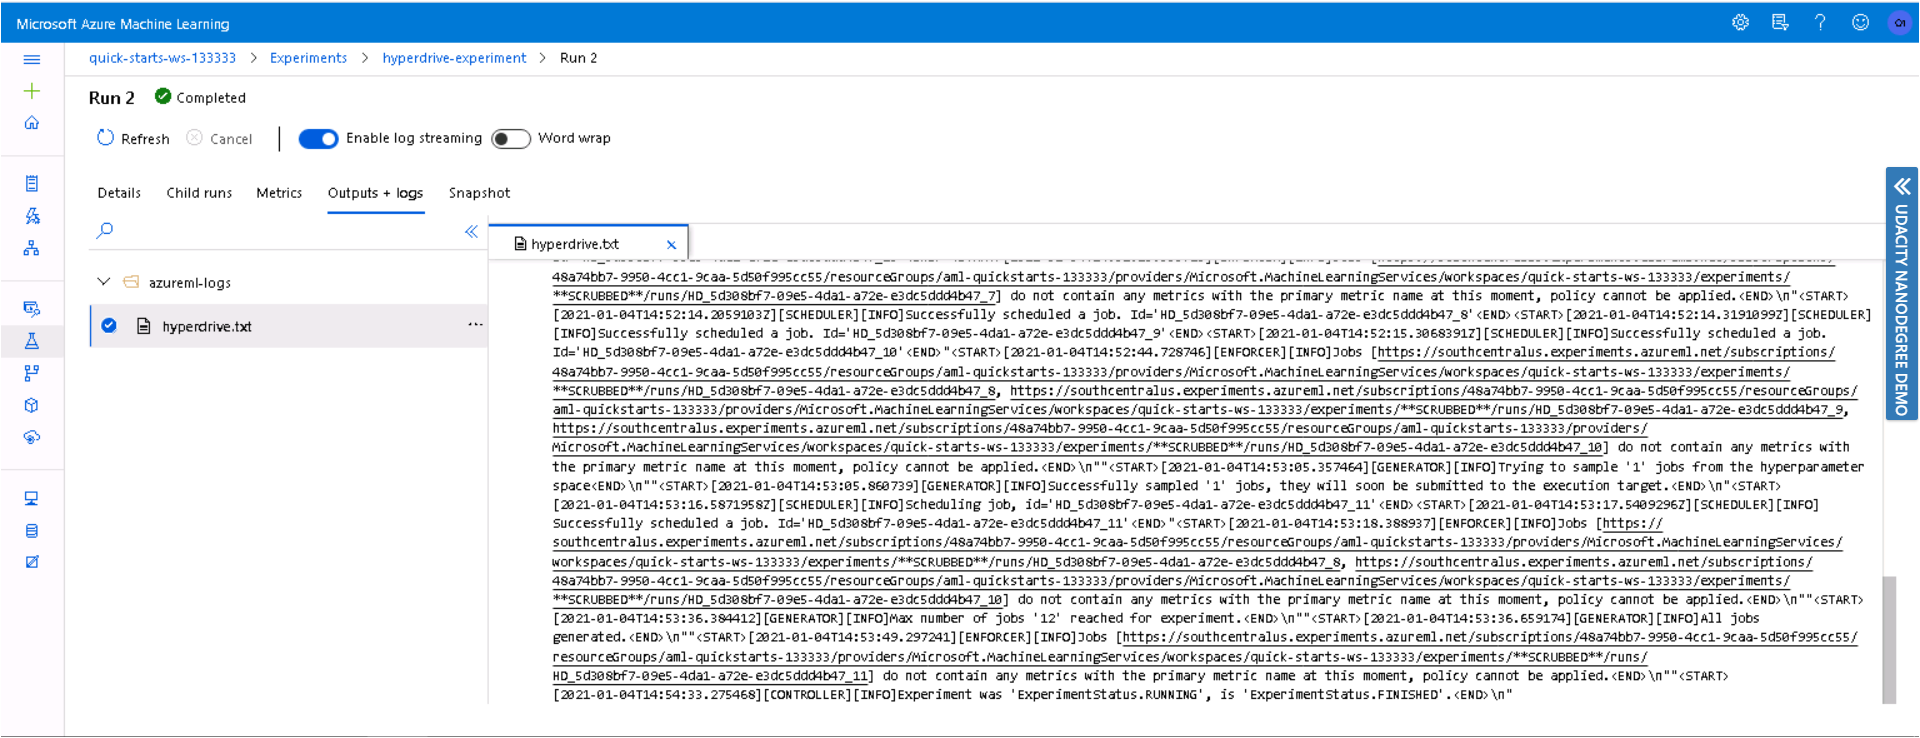 Microsoft Azure Machine Learning
quick-starts-ws-133333 > Experiments > hyperdrive-experiment > Run 2
Run 2 Completed
Refresh Cancel Enable log streaming Word wrap
Details Child runs Metrics Outputs + logs Snapshot
hyperdrive.txt
azureml-logs
hyperdrive.txt
48a74bb7-9950-4cc1-9caa-5d50f995cc55/resourceGroups/aml-quickstarts-133333/providers/Microsoft.MachineLearningServices/workspaces/quick-starts-ws-133333/experiments/
**SCRUBBED**/runs/HD_5d308bf7-09e5-4da1-a72e-e3dc5ddd4b47_7] do not contain any metrics with the primary metric name at this moment, policy cannot be applied.<END>\n"<START>
[2021-01-04T14:52:14.2059103Z][SCHEDULER][INFO]Successfully scheduled a job. Id='HD_5d308bf7-09e5-4da1-a72e-e3dc5ddd4b47_8'<END><START>[2021-01-04T14:52:14.3191099Z][SCHEDULER]
[INFO]Successfully scheduled a job. Id='HD_5d308bf7-09e5-4da1-a72e-e3dc5ddd4b47_9'<END><START>[2021-01-04T14:52:15.3068391Z][SCHEDULER][INFO]Successfully scheduled a job.
Id='HD_5d308bf7-09e5-4da1-a72e-e3dc5ddd4b47_10'<END>"<START>[2021-01-04T14:52:44.728746][ENFORCER][INFO]Jobs [https://southcentralus.experiments.azureml.net/subscriptions/
48a74bb7-9950-4cc1-9caa-5d50f995cc55/resourceGroups/aml-quickstarts-133333/providers/Microsoft.MachineLearningServices/workspaces/quick-starts-ws-133333/experiments/
**SCRUBBED**/runs/HD_5d308bf7-09e5-4da1-a72e-e3dc5ddd4b47_8, https://southcentralus.experiments.azureml.net/subscriptions/48a74bb7-9950-4cc1-9caa-5d50f995cc55/resourceGroups/
aml-quickstarts-133333/providers/Microsoft.MachineLearningServices/workspaces/quick-starts-ws-133333/experiments/**SCRUBBED**/runs/HD_5d308bf7-09e5-4da1-a72e-e3dc5ddd4b47_9,
https://southcentralus.experiments.azureml.net/subscriptions/48a74bb7-9950-4cc1-9caa-5d50f995cc55/resourceGroups/aml-quickstarts-133333/providers/
Microsoft.MachineLearningServices/workspaces/quick-starts-ws-133333/experiments/**SCRUBBED**/runs/HD_5d308bf7-09e5-4da1-a72e-e3dc5ddd4b47_10] do not contain any metrics with
the primary metric name at this moment, policy cannot be applied.<END>\n""<START>[2021-01-04T14:53:05.357464][GENERATOR][INFO]Trying to sample '1' jobs from the hyperparameter
space<END>\n""<START>[2021-01-04T14:53:05.860739][GENERATOR][INFO]Successfully sampled '1' jobs, they will soon be submitted to the execution target.<END>\n"<START>
[2021-01-04T14:53:16.5871958Z][SCHEDULER][INFO]Scheduling job, id='HD_5d308bf7-09e5-4da1-a72e-e3dc5ddd4b47_11'<END><START>[2021-01-04T14:53:17.5409296Z][SCHEDULER][INFO]
Successfully scheduled a job. Id='HD_5d308bf7-09e5-4da1-a72e-e3dc5ddd4b47_11'<END>"<START>[2021-01-04T14:53:18.388937][ENFORCER][INFO]Jobs [https://
southcentralus.experiments.azureml.net/subscriptions/48a74bb7-9950-4cc1-9caa-5d50f995cc55/resourceGroups/aml-quickstarts-133333/providers/Microsoft.MachineLearningServices/
workspaces/quick-starts-ws-133333/experiments/**SCRUBBED**/runs/HD_5d308bf7-09e5-4da1-a72e-e3dc5ddd4b47_8, https://southcentralus.experiments.azureml.net/subscriptions/
48a74bb7-9950-4cc1-9caa-5d50f995cc55/resourceGroups/aml-quickstarts-133333/providers/Microsoft.MachineLearningServices/workspaces/quick-starts-ws-133333/experiments/
**SCRUBBED**/runs/HD_5d308bf7-09e5-4da1-a72e-e3dc5ddd4b47_10] do not contain any metrics with the primary metric name at this moment, policy cannot be applied.<END>\n""<START>
[2021-01-04T14:53:36.384412][GENERATOR][INFO]Max number of jobs '12' reached for experiment.<END>\n""<START>[2021-01-04T14:53:36.659174][GENERATOR][INFO]All jobs
generated.<END>\n""<START>[2021-01-04T14:53:49.297241][ENFORCER][INFO]Jobs [https://southcentralus.experiments.azureml.net/subscriptions/48a74bb7-9950-4cc1-9caa-5d50f995cc55/
resourceGroups/aml-quickstarts-133333/providers/Microsoft.MachineLearningServices/workspaces/quick-starts-ws-133333/experiments/**SCRUBBED**/runs/
HD_5d308bf7-09e5-4da1-a72e-e3dc5ddd4b47_11] do not contain any metrics with the primary metric name at this moment, policy cannot be applied.<END>\n""<START>
[2021-01-04T14:54:33.275468][CONTROLLER][INFO]Experiment was 'ExperimentStatus.RUNNING', is 'ExperimentStatus.FINISHED'.<END>\n"
UDACITY NANODEGREE DEMO